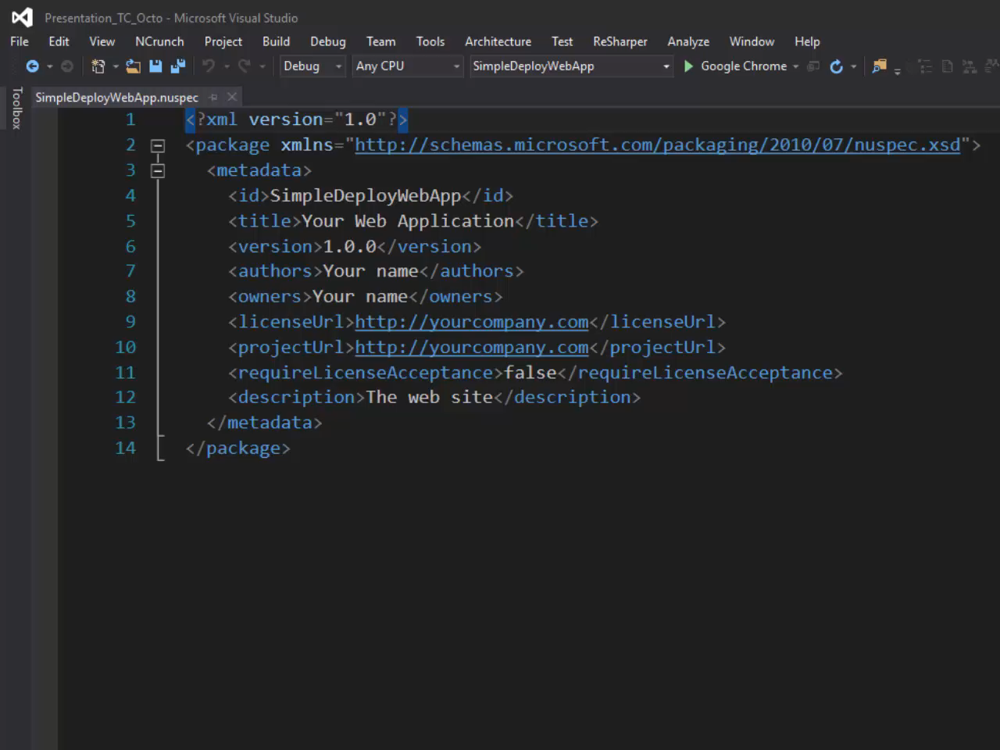 Presentation_TC_Octo - Microsoft Visual Studio
File Edit View NCrunch Project Build Debug Team Tools Architecture Test ReSharper Analyze Window Help
Debug Any CPU SimpleDeployWebApp Google Chrome
Toolbox
SimpleDeployWebApp.nuspec
1 <?xml version="1.0"?>
2 <package xmlns="http://schemas.microsoft.com/packaging/2010/07/nuspec.xsd">
3 <metadata>
4 <id>SimpleDeployWebApp</id>
5 <title>Your Web Application</title>
6 <version>1.0.0</version>
7 <authors>Your name</authors>
8 <owners>Your name</owners>
9 <licenseUrl>http://yourcompany.com</licenseUrl>
10 <projectUrl>http://yourcompany.com</projectUrl>
11 <requireLicenseAcceptance>false</requireLicenseAcceptance>
12 <description>The web site</description>
13 </metadata>
14 </package>